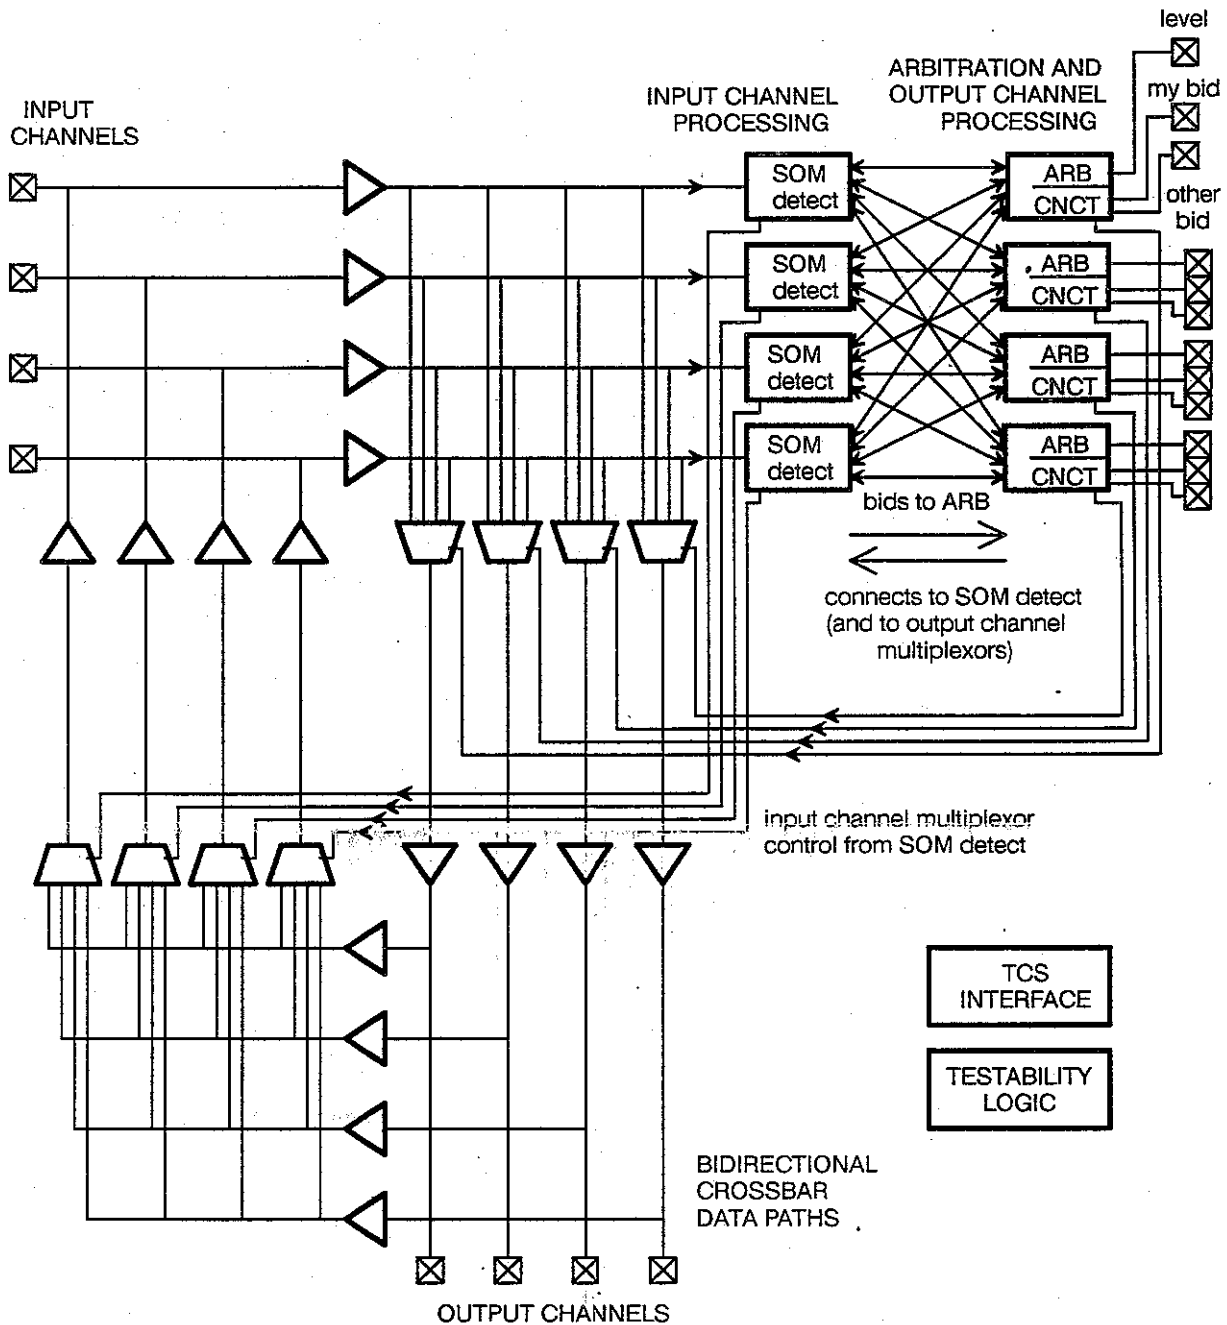 level
ARBITRATION AND
OUTPUT CHANNEL
PROCESSING
INPUT CHANNEL
PROCESSING
my bid
INPUT
CHANNELS
other
bid
SOM
detect
ARB
CNCT
SOM
detect
ARB
CNCT
SOM
detect
ARB
CNCT
SOM
detect
ARB
CNCT
bids to ARB
connects to SOM detect
(and to output channel
multiplexors)
input channel multiplexor
control from SOM detect
TCS
INTERFACE
TESTABILITY
LOGIC
BIDIRECTIONAL
CROSSBAR
DATA PATHS
OUTPUT CHANNELS